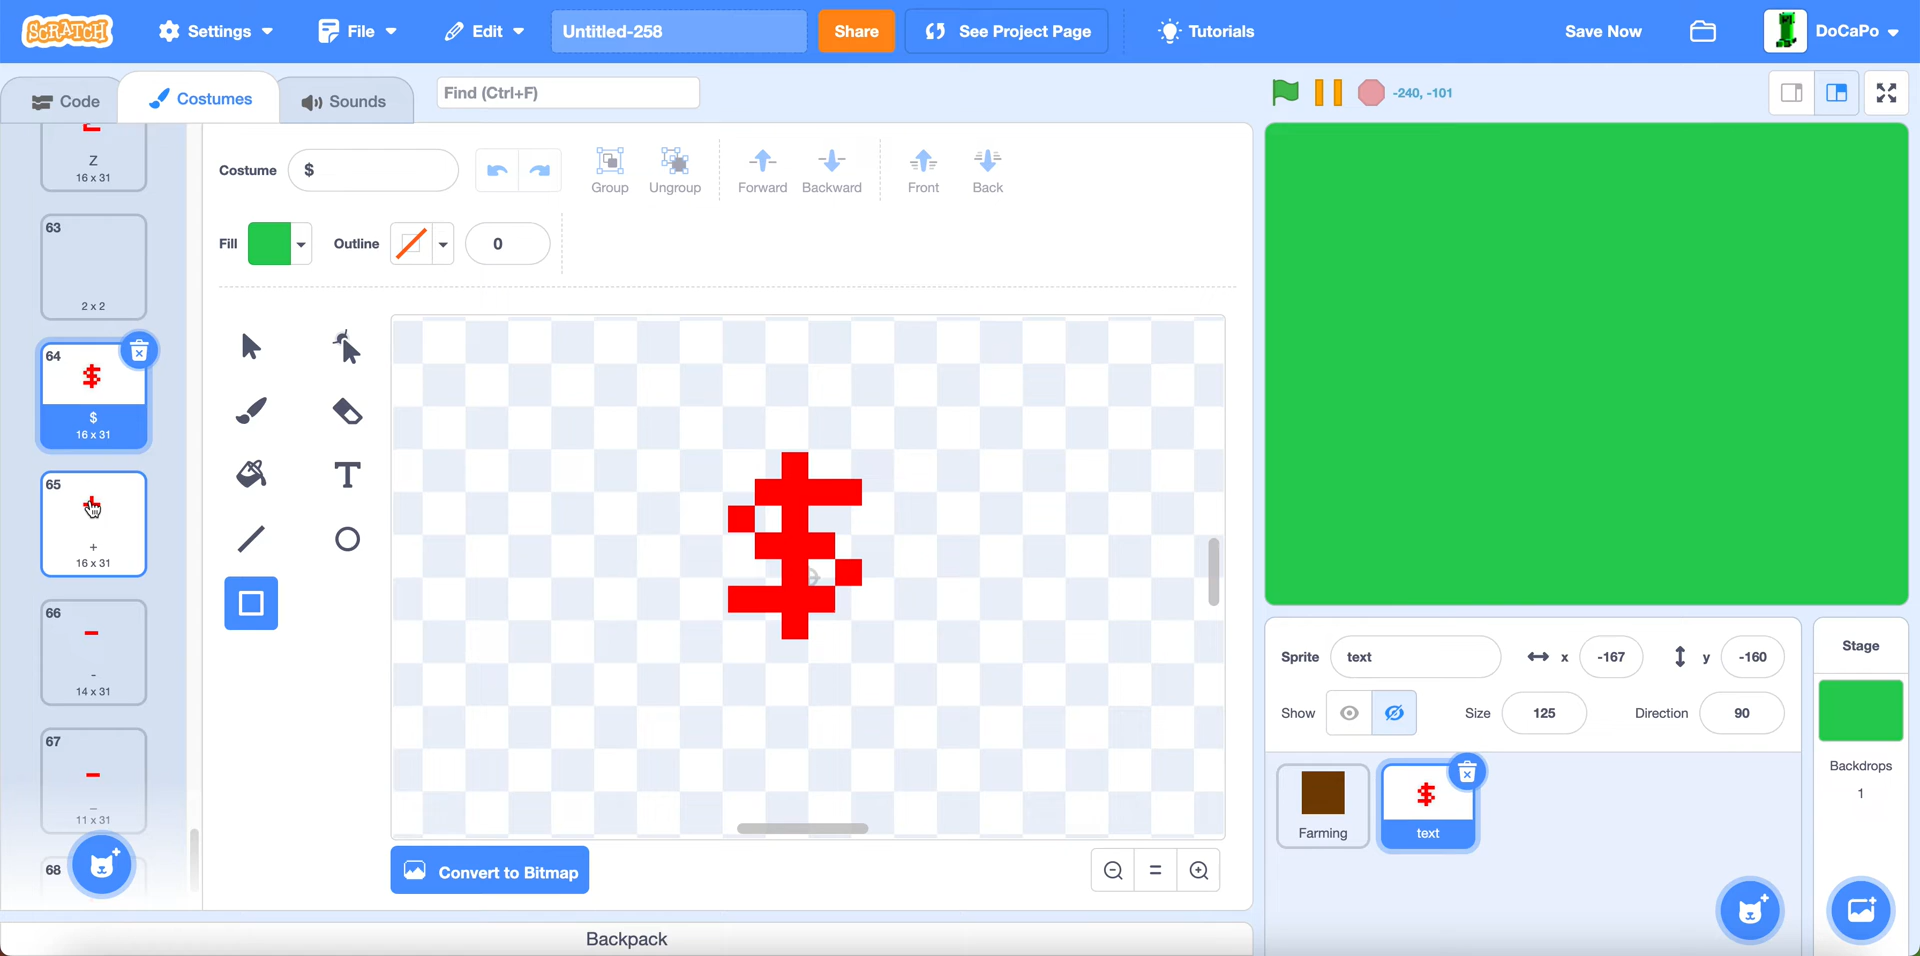 SCRATCH Settings File Edit Untitled-258 Share See Project Page Tutorials Save Now DoCaPo
Code Costumes Sounds Find (Ctrl+F) -240, -101
Z
16 x 31
63
2 x 2
64
$
16 x 31
65
+
16 x 31
66
-
14 x 31
67
_
11 x 31
68
Costume $ Group Ungroup Forward Backward Front Back
Fill Outline 0
T
Convert to Bitmap
Backpack
Sprite text x -167 y -160
Show Size 125 Direction 90
Farming text
Stage
Backdrops
1